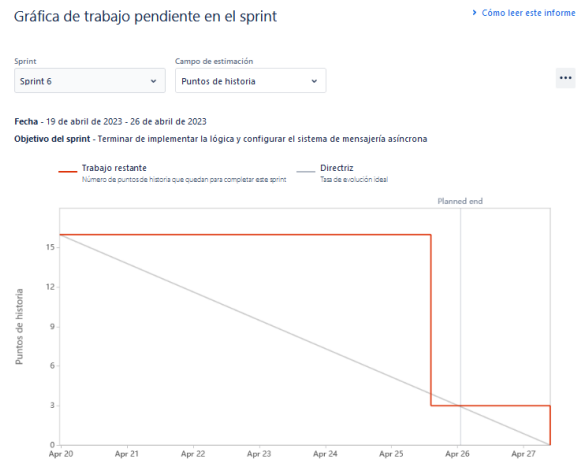 Gráfica de trabajo pendiente en el sprint
Cómo leer este informe
Sprint
Campo de estimación
Sprint 6
Puntos de historia
Fecha - 19 de abril de 2023 - 26 de abril de 2023
Objetivo del sprint - Terminar de implementar la lógica y configurar el sistema de mensajería asíncrona
Trabajo restante
Número de puntos de historia que quedan para completar este sprint
Directriz
Tasa de evolución ideal
Planned end
Puntos de historia
15
12
9
6
3
0
Apr 20
Apr 21
Apr 22
Apr 23
Apr 24
Apr 25
Apr 26
Apr 27